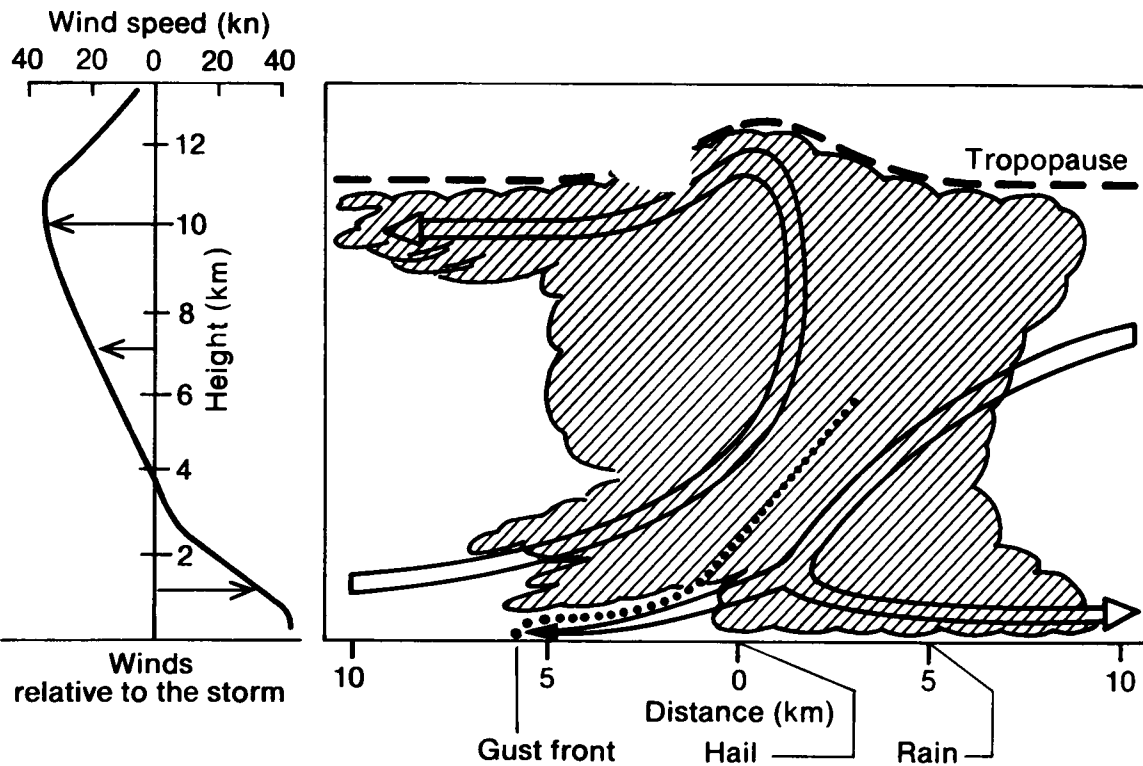 Wind speed (kn)
40 20 0 20 40
12
10
8
6
4
2
Height (km)
Winds
relative to the storm
Tropopause
10 5 0 5 10
Distance (km)
Gust front
Hail
Rain